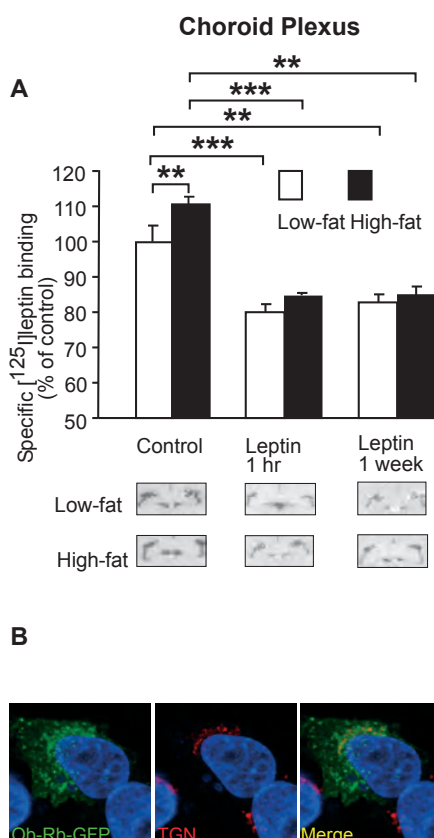 Choroid Plexus
A
**
***
**
***
**
120
110
100
90
80
70
60
50
Specific [125I]leptin binding
(% of control)
Low-fat High-fat
Control Leptin 1 hr Leptin 1 week
Low-fat
High-fat
B
Ob-Rb-GFP TGN Merge